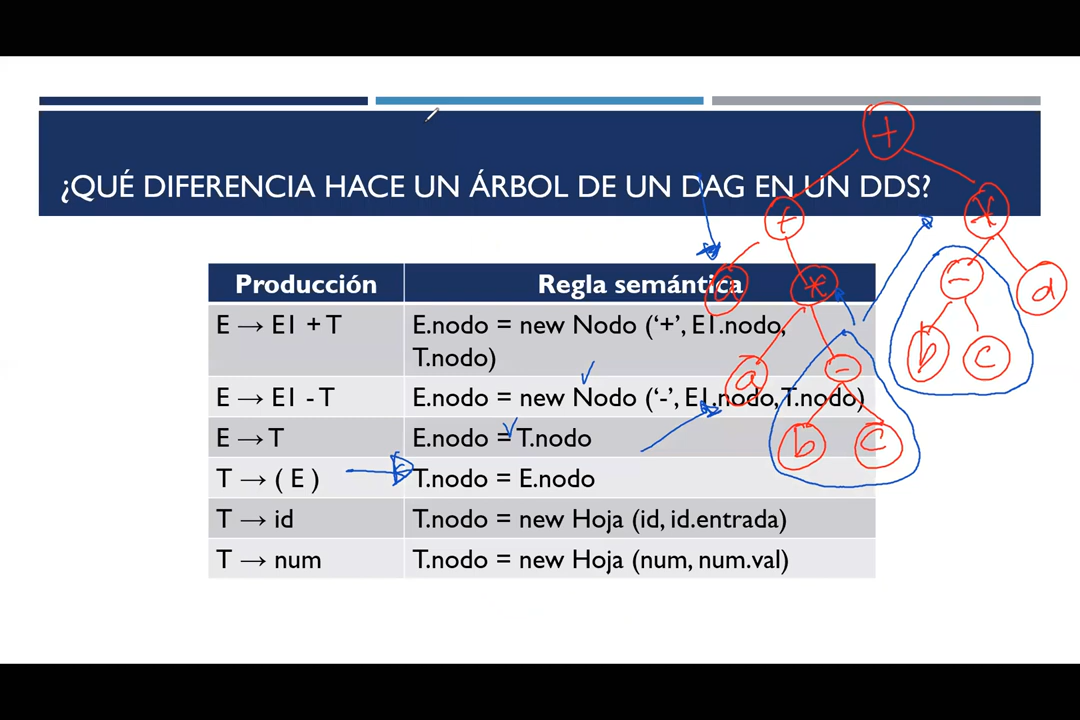 ¿QUÉ DIFERENCIA HACE UN ÁRBOL DE UN DAG EN UN DDS?
Producción Regla semántica
E → E1 + T E.nodo = new Nodo (‘+’, E1.nodo,
T.nodo)
E → E1 - T E.nodo = new Nodo (‘-’, E1.nodo, T.nodo)
E → T E.nodo = T.nodo
T → ( E ) T.nodo = E.nodo
T → id T.nodo = new Hoja (id, id.entrada)
T → num T.nodo = new Hoja (num, num.val)
+
+ *
a * - d
a - b c
b c